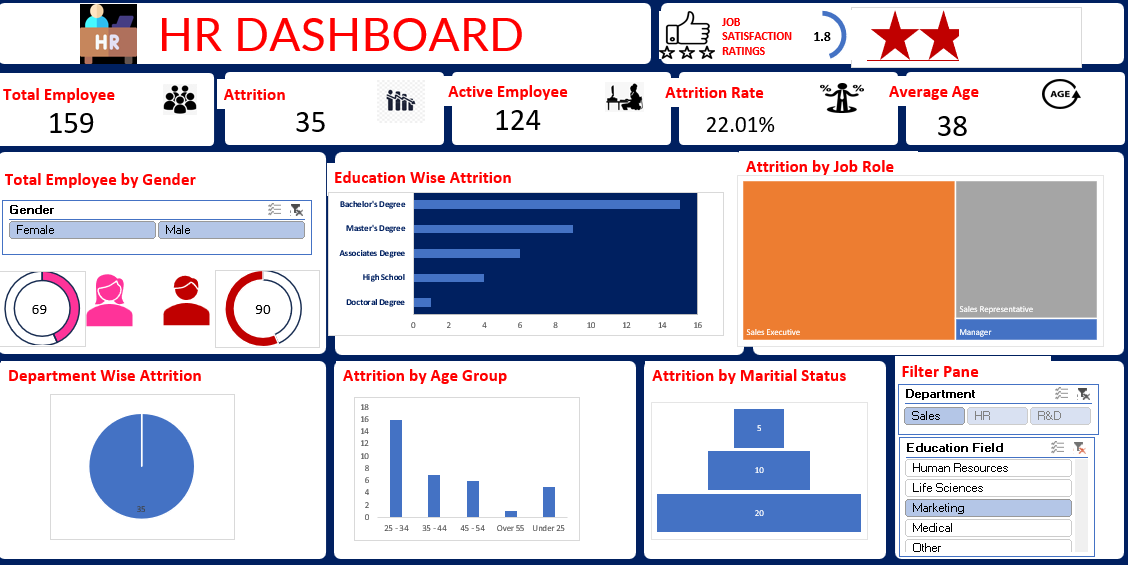 HR
HR DASHBOARD
JOB
SATISFACTION
RATINGS
1.8
Total Employee
159
Attrition
35
Active Employee
124
Attrition Rate
22.01%
% %
Average Age
38
AGE
Total Employee by Gender
Gender
Female
Male
69
90
Education Wise Attrition
Bachelor's Degree
Master's Degree
Associates Degree
High School
Doctoral Degree
0 2 4 6 8 10 12 14 16
Attrition by Job Role
Sales Executive
Sales Representative
Manager
Department Wise Attrition
35
Attrition by Age Group
18
16
14
12
10
8
6
4
2
0
25 - 34 35 - 44 45 - 54 Over 55 Under 25
Attrition by Maritial Status
5
10
20
Filter Pane
Department
Sales HR R&D
Education Field
Human Resources
Life Sciences
Marketing
Medical
Other